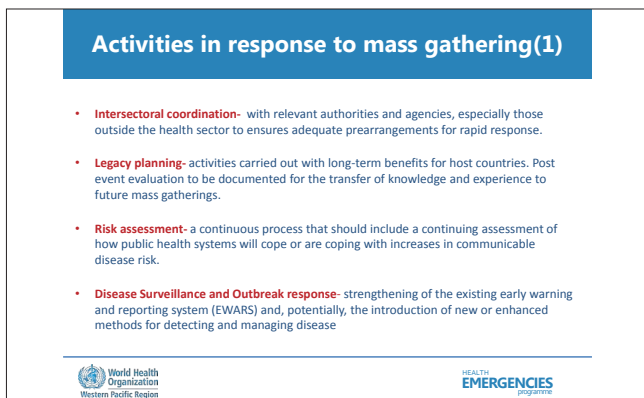 Activities in response to mass gathering(1)
• Intersectoral coordination- with relevant authorities and agencies, especially those
outside the health sector to ensures adequate prearrangements for rapid response.
• Legacy planning- activities carried out with long-term benefits for host countries. Post
event evaluation to be documented for the transfer of knowledge and experience to
future mass gatherings.
• Risk assessment- a continuous process that should include a continuing assessment of
how public health systems will cope or are coping with increases in communicable
disease risk.
• Disease Surveillance and Outbreak response- strengthening of the existing early warning
and reporting system (EWARS) and, potentially, the introduction of new or enhanced
methods for detecting and managing disease
World Health
Organization
Western Pacific Region
HEALTH
EMERGENCIES
programme